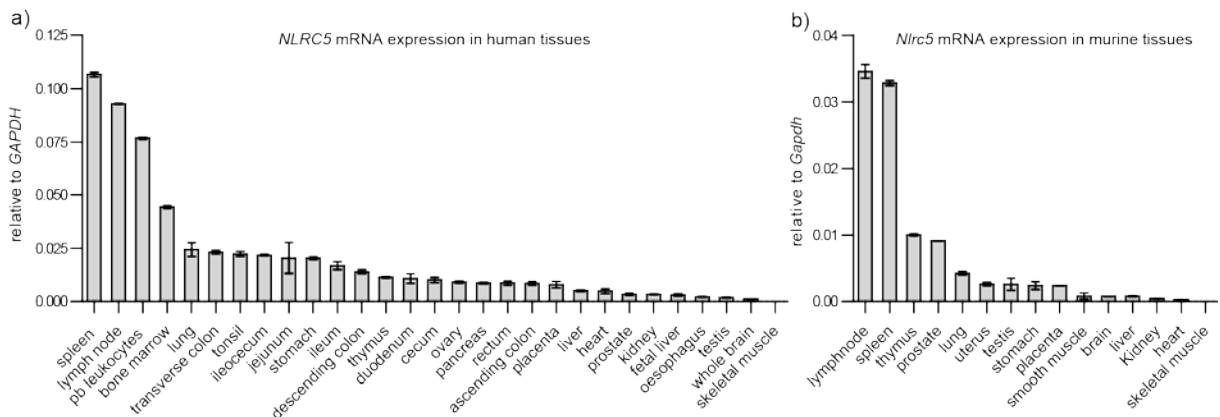 a)
NLRC5 mRNA expression in human tissues
relative to GAPDH
0.125
0.100
0.075
0.050
0.025
0.000
spleen
lymph node
pb leukocytes
bone marrow
lung
transverse colon
tonsil
ileocecum
jejunum
stomach
ileum
descending colon
thymus
duodenum
cecum
ovary
pancreas
rectum
ascending colon
placenta
liver
heart
prostate
kidney
fetal liver
oesophagus
testis
whole brain
skeletal muscle
b)
Nlrc5 mRNA expression in murine tissues
relative to Gapdh
0.04
0.03
0.02
0.01
0.00
lymphnode
spleen
thymus
prostate
lung
uterus
testis
stomach
placenta
smooth muscle
brain
liver
Kidney
heart
skeletal muscle